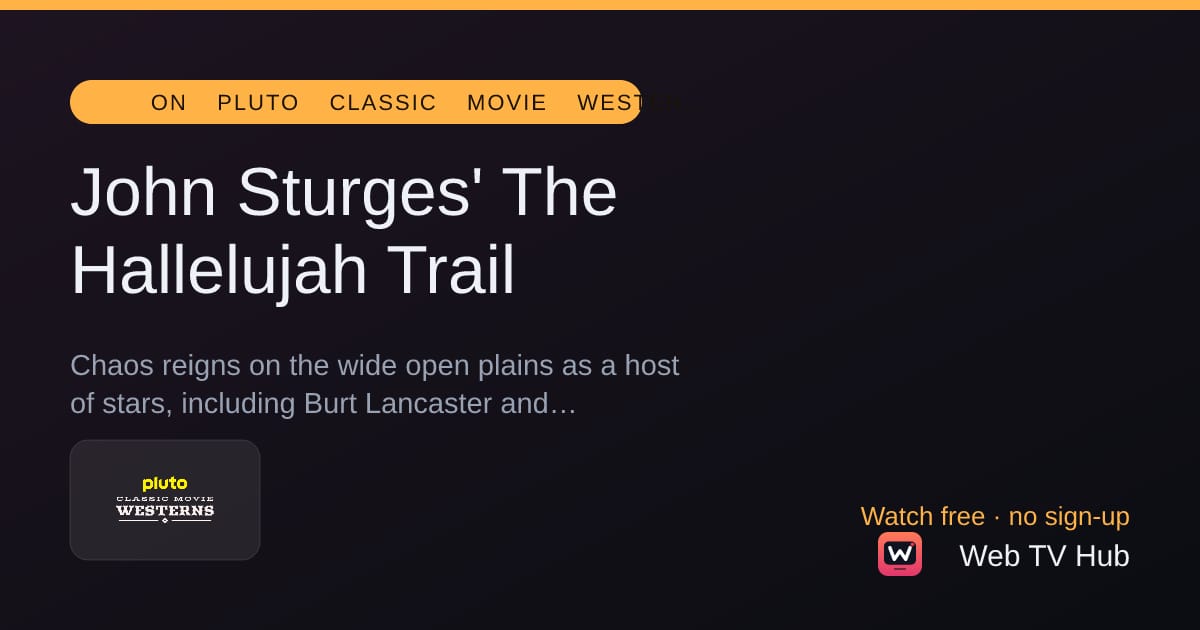 ON PLUTO CLASSIC MOVIE WESTERNS
John Sturges' The
Hallelujah Trail
Chaos reigns on the wide open plains as a host
of stars, including Burt Lancaster and…
pluto
CLASSIC MOVIE
WESTERNS
Watch free · no sign-up
W
Web TV Hub